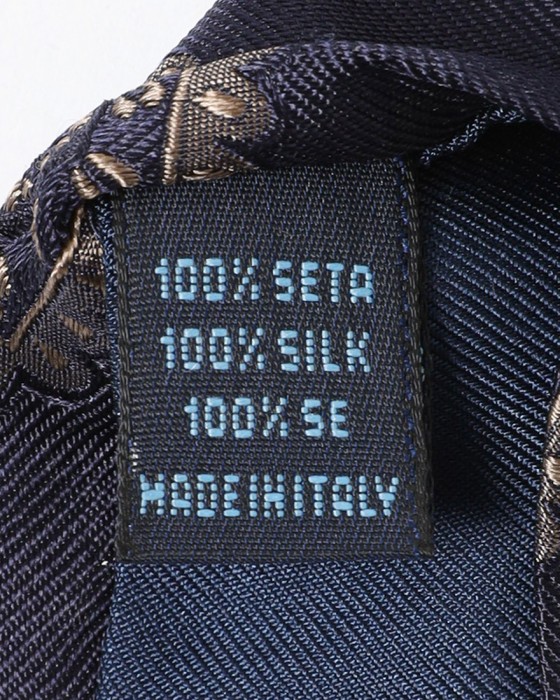 100% SETA
100% SILK
100% SE
MADE IN ITALY